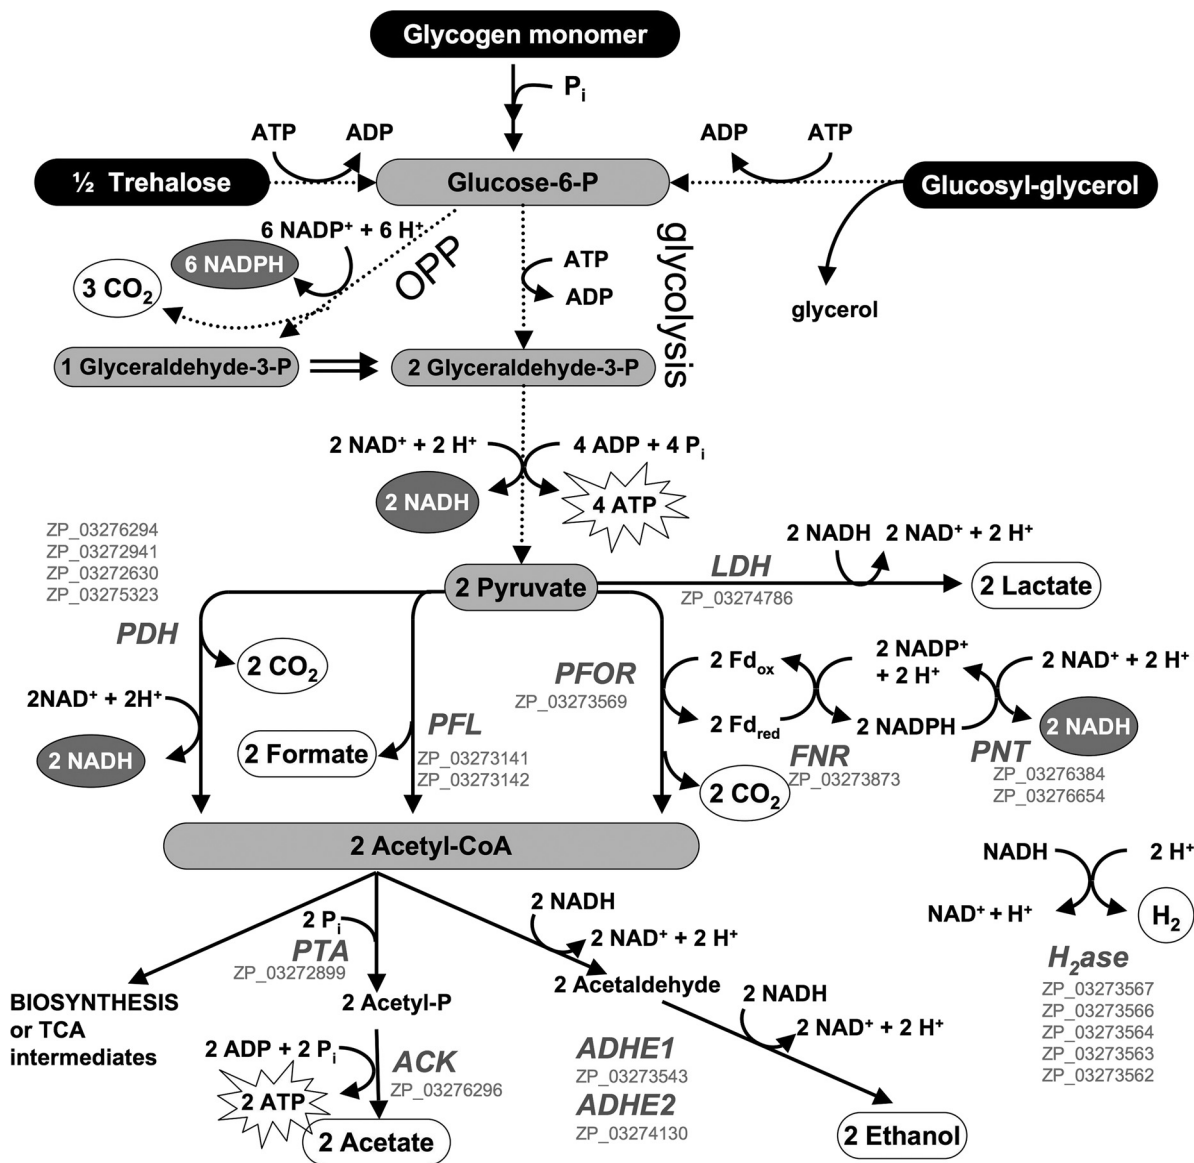 Glycogen monomer
Pi
ATP ADP
ADP ATP
½ Trehalose
Glucose-6-P
Glucosyl-glycerol
6 NADP+ + 6 H+
6 NADPH
3 CO2
OPP
glycolysis
ATP
ADP
glycerol
1 Glyceraldehyde-3-P
2 Glyceraldehyde-3-P
2 NAD+ + 2 H+
4 ADP + 4 Pi
2 NADH
4 ATP
ZP_03276294
ZP_03272941
ZP_03272630
ZP_03275323
2 Pyruvate
LDH
ZP_03274786
2 NADH 2 NAD+ + 2 H+
2 Lactate
PDH
2 CO2
2NAD+ + 2H+
2 NADH
PFL
ZP_03273141
ZP_03273142
2 Formate
PFOR
ZP_03273569
2 Fdox
2 Fdred
2 CO2
2 NADP+
+ 2 H+
2 NADPH
FNR
ZP_03273873
2 NAD+ + 2 H+
2 NADH
PNT
ZP_03276384
ZP_03276654
2 Acetyl-CoA
NADH
2 H+
NAD+ + H+
H2
H2ase
ZP_03273567
ZP_03273566
ZP_03273564
ZP_03273563
ZP_03273562
2 Pi
PTA
ZP_03272899
2 NADH
2 NAD+ + 2 H+
2 Acetaldehyde
BIOSYNTHESIS
or TCA
intermediates
2 Acetyl-P
2 ADP + 2 Pi
ACK
ZP_03276296
2 ATP
2 Acetate
2 NADH
2 NAD+ + 2 H+
ADHE1
ZP_03273543
ADHE2
ZP_03274130
2 Ethanol